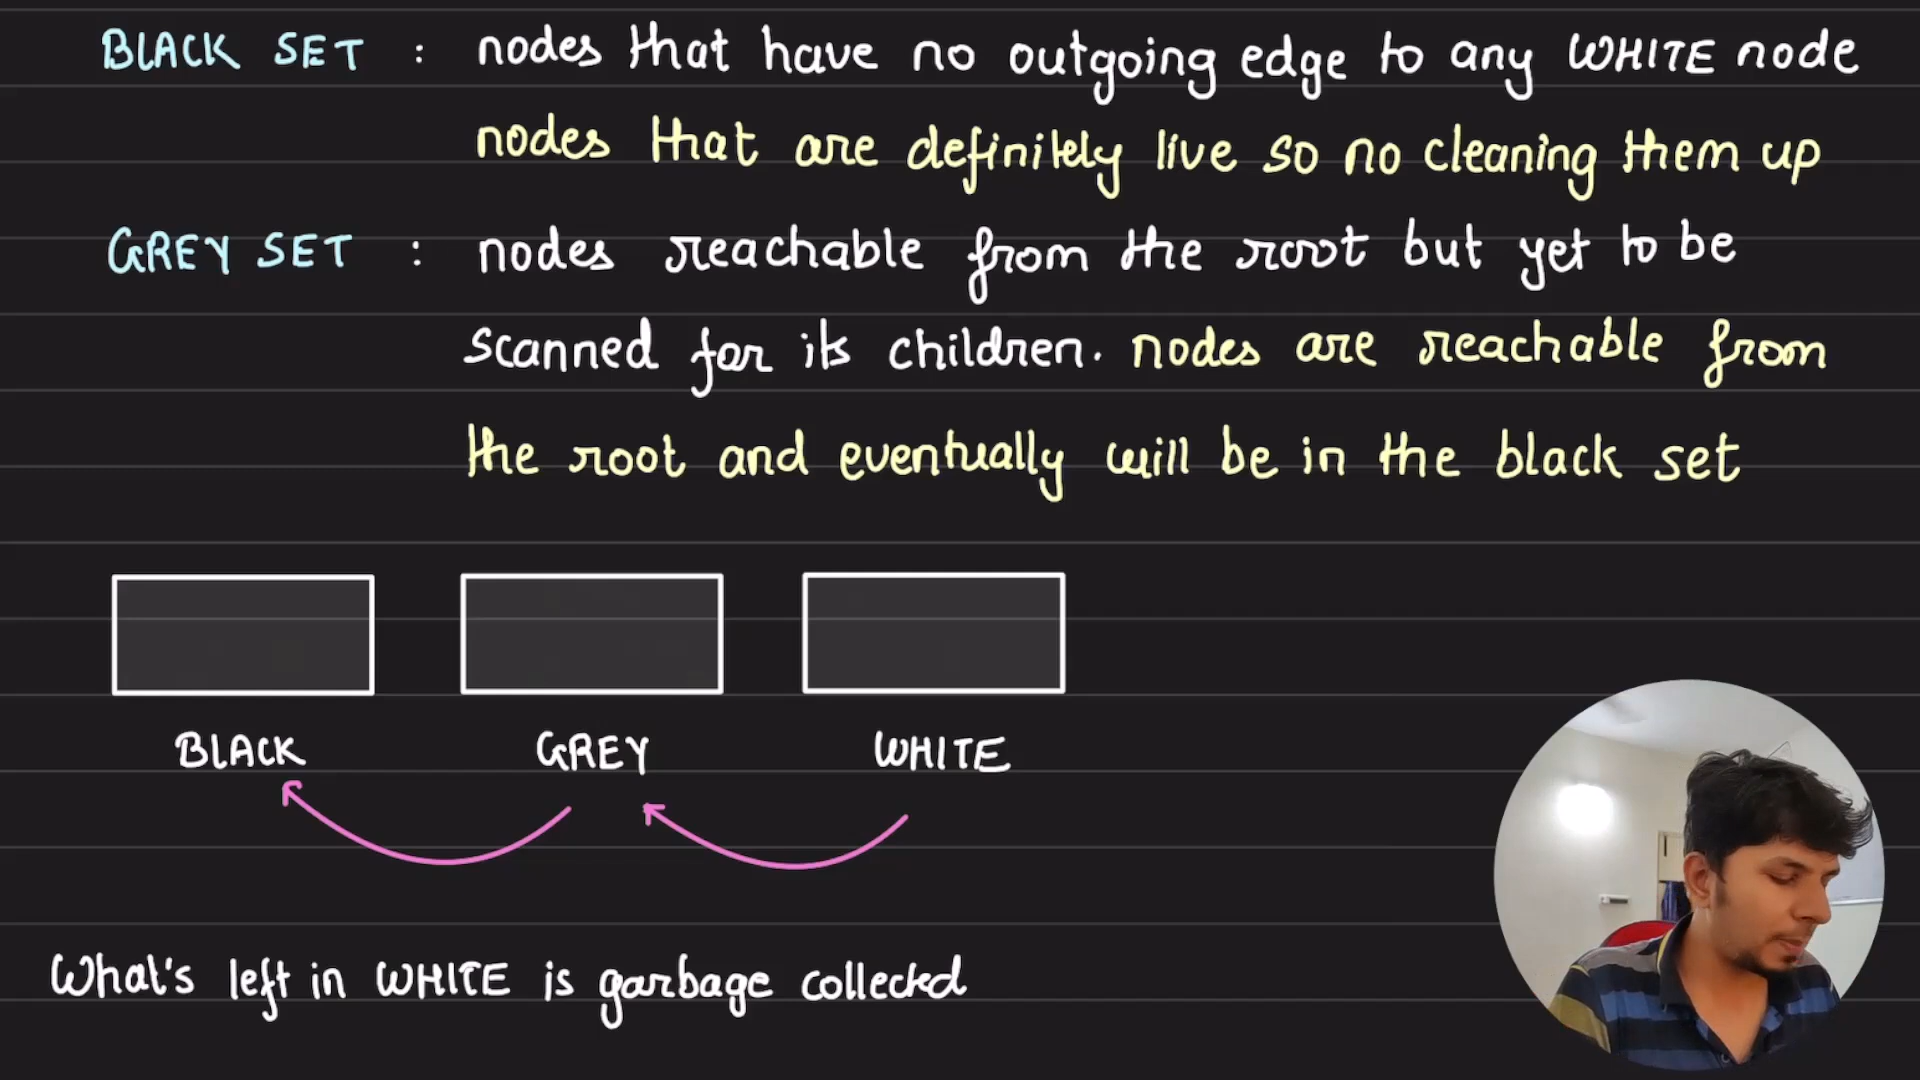 BLACK SET : nodes that have no outgoing edge to any WHITE node
nodes that are definitely live so no cleaning them up
GREY SET : nodes reachable from the root but yet to be
scanned for its children. nodes are reachable from
the root and eventually will be in the black set
BLACK GREY WHITE
What's left in WHITE is garbage collected